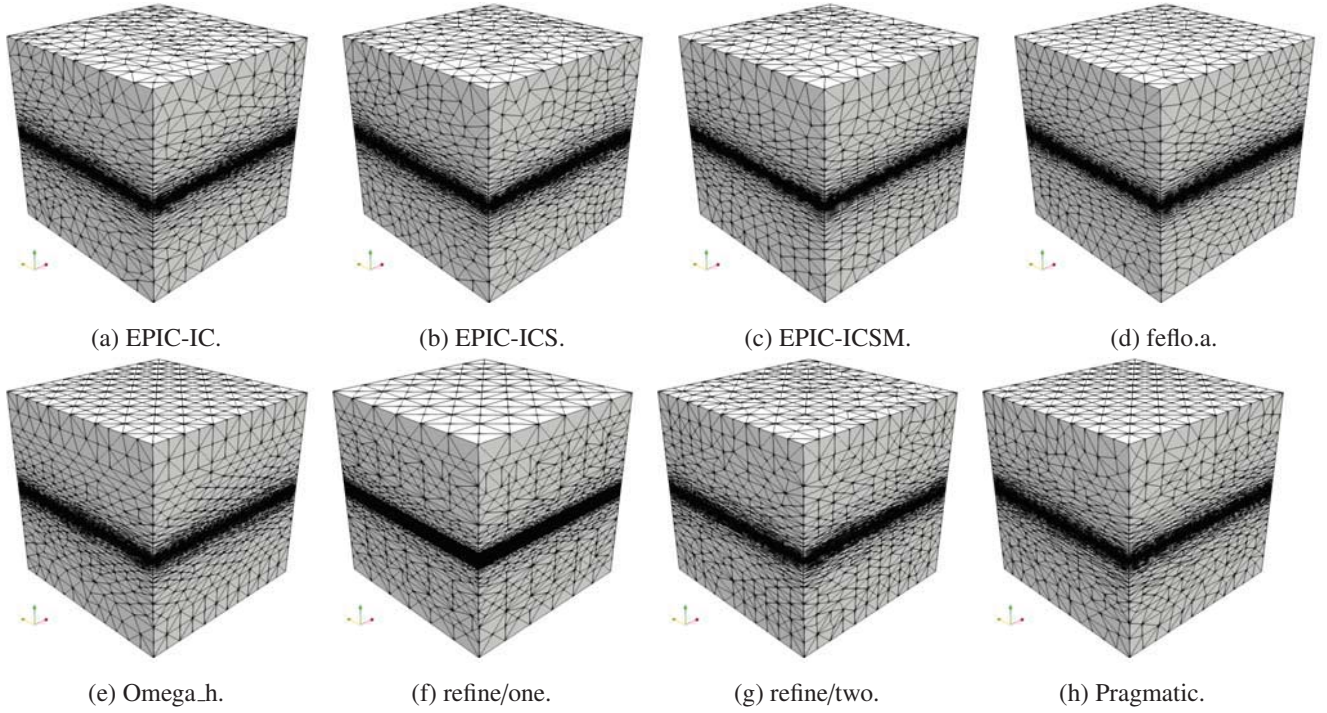 (a) EPIC-IC.
(b) EPIC-ICS.
(c) EPIC-ICSM.
(d) feflo.a.
(e) Omega_h.
(f) refine/one.
(g) refine/two.
(h) Pragmatic.